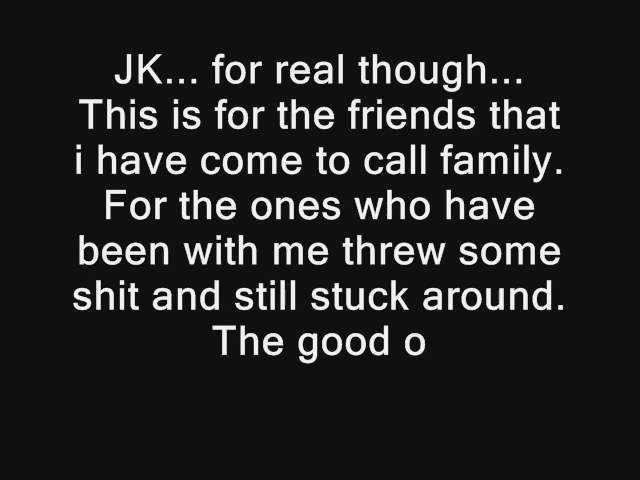 JK... for real though...
This is for the friends that
i have come to call family.
For the ones who have
been with me threw some
shit and still stuck around.
The good o